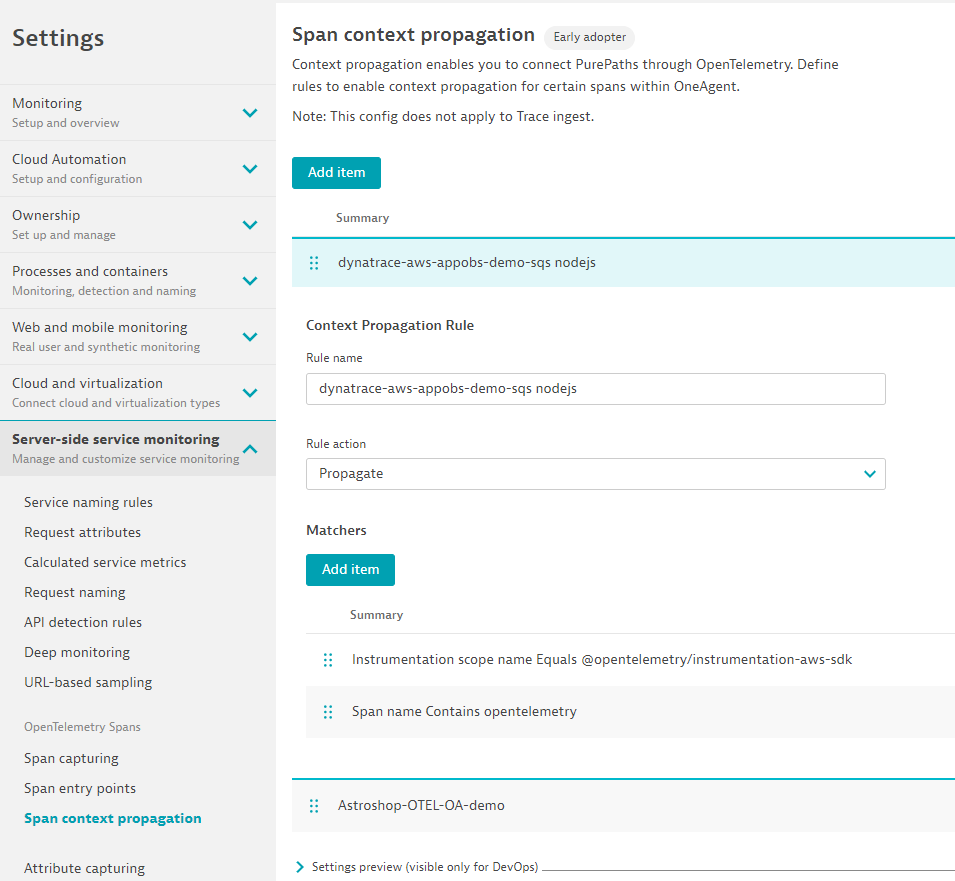 Settings
Monitoring
Setup and overview
Cloud Automation
Setup and configuration
Ownership
Set up and manage
Processes and containers
Monitoring, detection and naming
Web and mobile monitoring
Real user and synthetic monitoring
Cloud and virtualization
Connect cloud and virtualization types
Server-side service monitoring
Manage and customize service monitoring
Service naming rules
Request attributes
Calculated service metrics
Request naming
API detection rules
Deep monitoring
URL-based sampling
OpenTelemetry Spans
Span capturing
Span entry points
Span context propagation
Attribute capturing
Span context propagation Early adopter
Context propagation enables you to connect PurePaths through OpenTelemetry. Define
rules to enable context propagation for certain spans within OneAgent.
Note: This config does not apply to Trace ingest.
Add item
Summary
dynatrace-aws-appobs-demo-sqs nodejs
Context Propagation Rule
Rule name
dynatrace-aws-appobs-demo-sqs nodejs
Rule action
Propagate
Matchers
Add item
Summary
Instrumentation scope name Equals @opentelemetry/instrumentation-aws-sdk
Span name Contains opentelemetry
Astroshop-OTEL-OA-demo
Settings preview (visible only for DevOps)